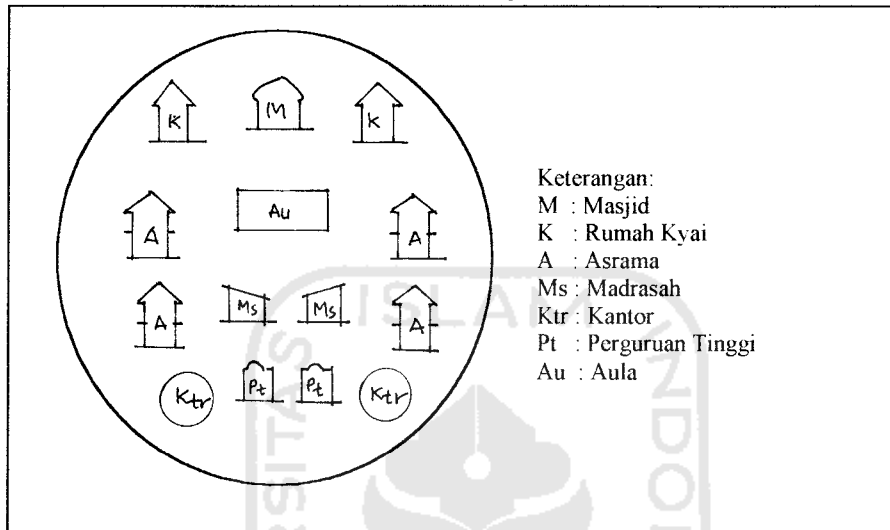 K M K
A Au A
A Ms Ms A
Ktr Pt Pt Ktr
Keterangan:
M : Masjid
K : Rumah Kyai
A : Asrama
Ms : Madrasah
Ktr : Kantor
Pt : Perguruan Tinggi
Au : Aula
ISLAM